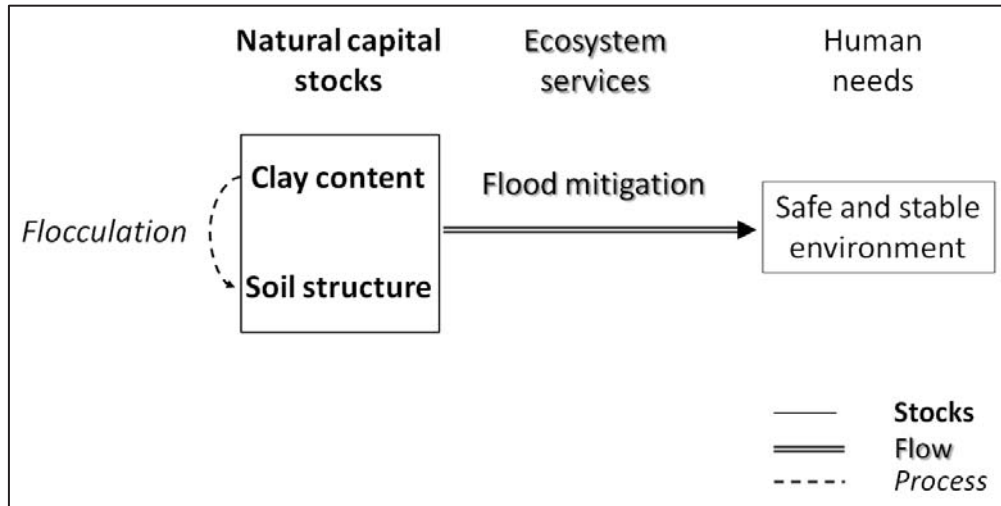 Natural capital
stocks
Ecosystem
services
Human
needs
Clay content
Flocculation
Soil structure
Flood mitigation
Safe and stable
environment
Stocks
Flow
Process